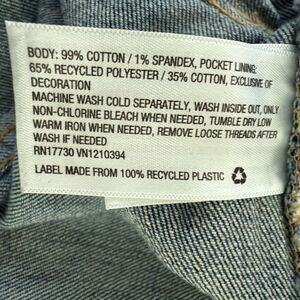 BODY: 99% COTTON / 1% SPANDEX, POCKET LINING:
65% RECYCLED POLYESTER / 35% COTTON, EXCLUSIVE OF
DECORATION
MACHINE WASH COLD SEPARATELY, WASH INSIDE OUT, ONLY
NON-CHLORINE BLEACH WHEN NEEDED, TUMBLE DRY LOW
WARM IRON WHEN NEEDED, REMOVE LOOSE THREADS AFTER
WASH IF NEEDED
RN17730 VN1210394
LABEL MADE FROM 100% RECYCLED PLASTIC